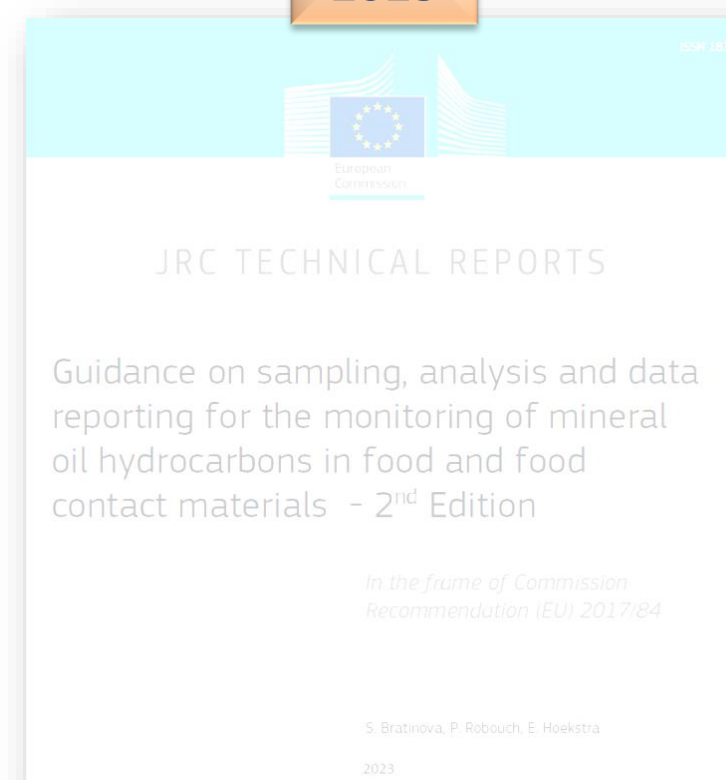 ISSN 18
European
Commission
JRC TECHNICAL REPORTS
Guidance on sampling, analysis and data
reporting for the monitoring of mineral
oil hydrocarbons in food and food
contact materials - 2nd Edition
In the frame of Commission
Recommendation (EU) 2017/84
S. Bratinova, P. Robouch, E. Hoekstra
2023